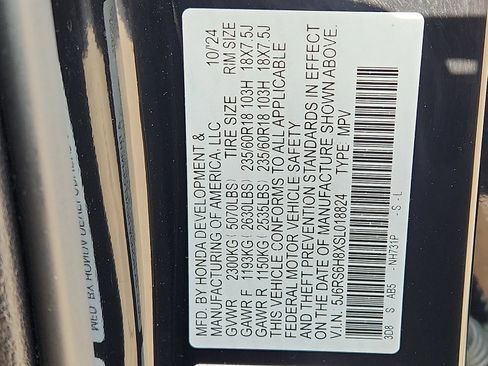 MFD. BY HONDA DEVELOPMENT &
MANUFACTURING OF AMERICA, LLC 10/24
GVWR 2300KG (5070LBS) TIRE SIZE RIM SIZE
GAWR F 1193KG (2630LBS) 235/60R18 103H 18X7.5J
GAWR R 1150KG (2535LBS) 235/60R18 103H 18X7.5J
THIS VEHICLE CONFORMS TO ALL APPLICABLE
FEDERAL MOTOR VEHICLE SAFETY
AND THEFT PREVENTION STANDARDS IN EFFECT
ON THE DATE OF MANUFACTURE SHOWN ABOVE.
V.I.N.: 5J6RS6H8XSL018624 TYPE: MPV
3D8 S AB5 -NH731P -S -L